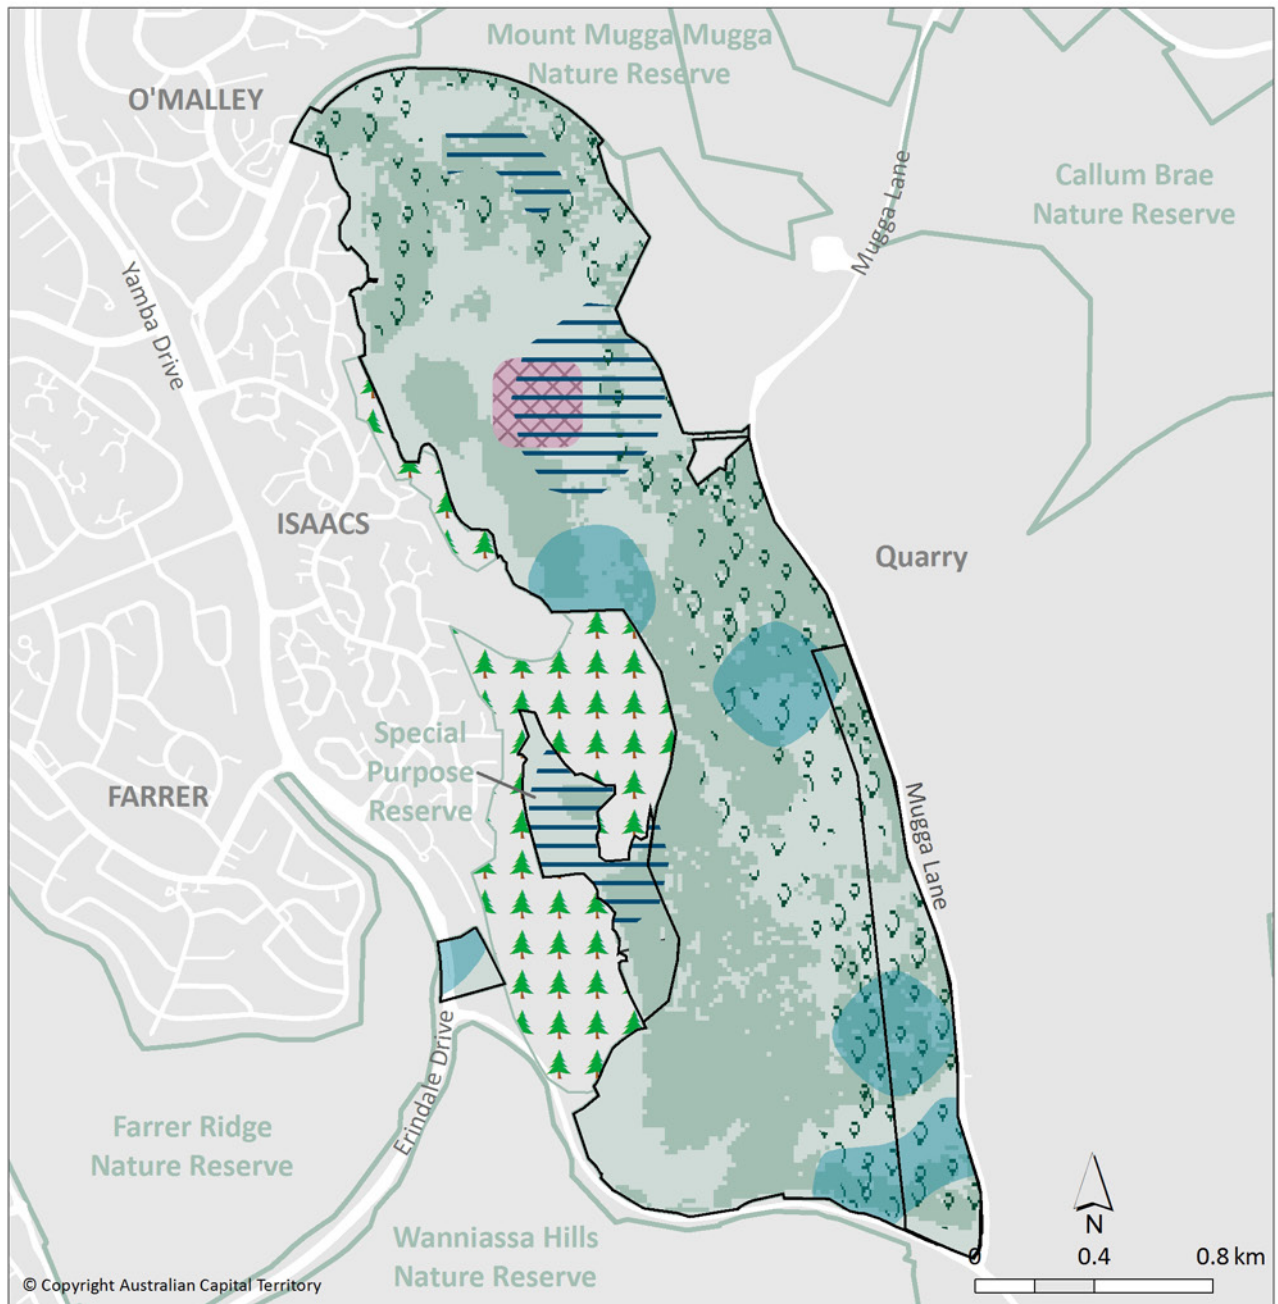 Mount Mugga Mugga
Nature Reserve
O'MALLEY
Callum Brae
Nature Reserve
Mugga Lane
Yamba Drive
ISAACS
Quarry
Special
Purpose
Reserve
FARRER
Mugga Lane
Erindale Drive
Farrer Ridge
Nature Reserve
Wanniassa Hills
Nature Reserve
N
0 0.4 0.8 km
© Copyright Australian Capital Territory